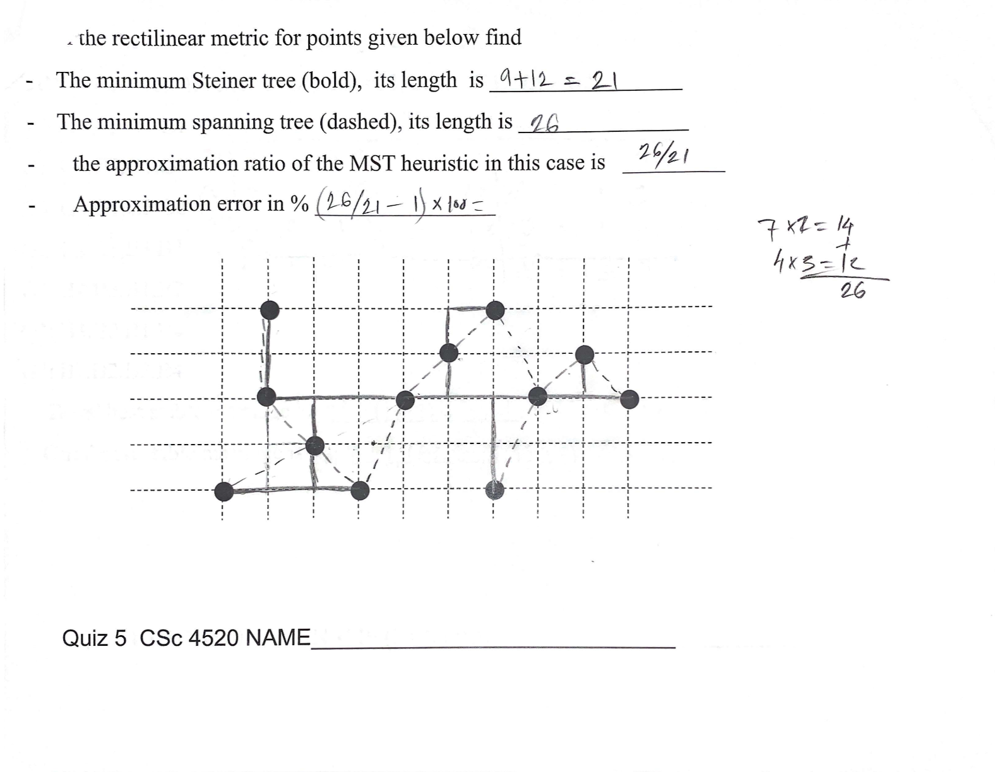 the rectilinear metric for points given below find
- The minimum Steiner tree (bold), its length is 9+12 = 21
- The minimum spanning tree (dashed), its length is 26
- the approximation ratio of the MST heuristic in this case is 26/21
- Approximation error in % (26/21 - 1) x 100 =
7 x 2 = 14
+
4 x 3 = 12
26
Quiz 5 CSc 4520 NAME